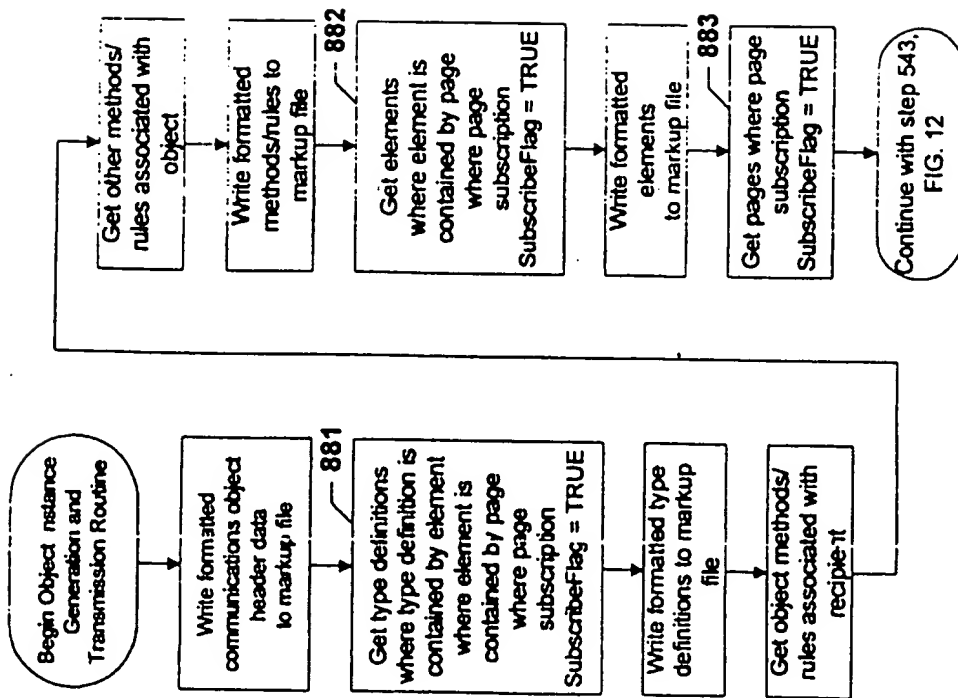 Begin Object nstance
Generation and
Transmission Routine
Write formatted
communications object
header data
to markup file
881
Get type definitions
where type definition is
contained by element
where element is
contained by page
where page
subscription
SubscribeFlag = TRUE
Write formatted type
definitions to markup
file
Get object methods/
rules associated with
recipient
Get other methods/
rules associated with
object
Write formatted
methods/rules to
markup file
882
Get elements
where element is
contained by page
where page
subscription
SubscribeFlag = TRUE
Write formatted
elements
to markup file
883
Get pages where page
subscription
SubscribeFlag = TRUE
Continue with step 543,
FIG. 12